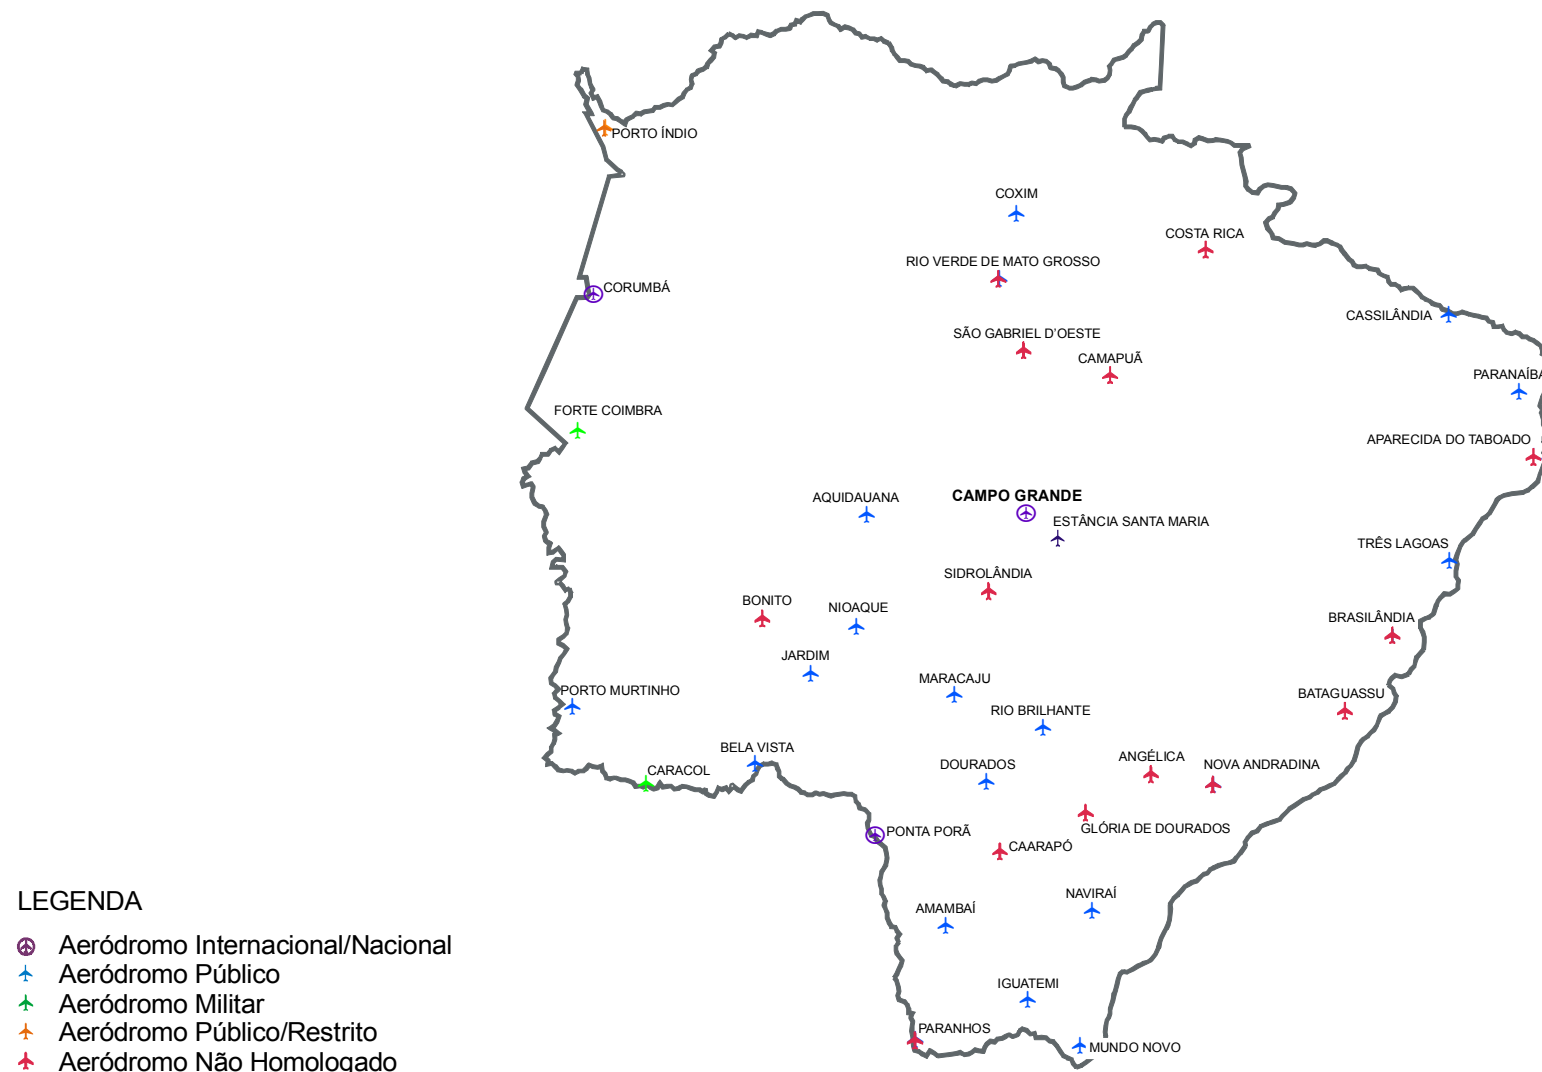 PORTO ÍNDIO
COXIM
COSTA RICA
RIO VERDE DE MATO GROSSO
CORUMBÁ
CASSILÂNDIA
SÃO GABRIEL D'OESTE
CAMAPUÃ
PARANAÍBA
FORTE COIMBRA
APARECIDA DO TABOADO
AQUIDAUANA
CAMPO GRANDE
ESTÂNCIA SANTA MARIA
TRÊS LAGOAS
SIDROLÂNDIA
BONITO
NIOAQUE
BRASILÂNDIA
JARDIM
MARACAJU
PORTO MURTINHO
BATAGUASSU
RIO BRILHANTE
BELA VISTA
ANGÉLICA
CARACOL
DOURADOS
NOVA ANDRADINA
GLÓRIA DE DOURADOS
PONTA PORÃ
CAARAPÓ
NAVIRAÍ
AMAMBAÍ
IGUATEMI
PARANHOS
MUNDO NOVO
LEGENDA
Aeródromo Internacional/Nacional
Aeródromo Público
Aeródromo Militar
Aeródromo Público/Restrito
Aeródromo Não Homologado